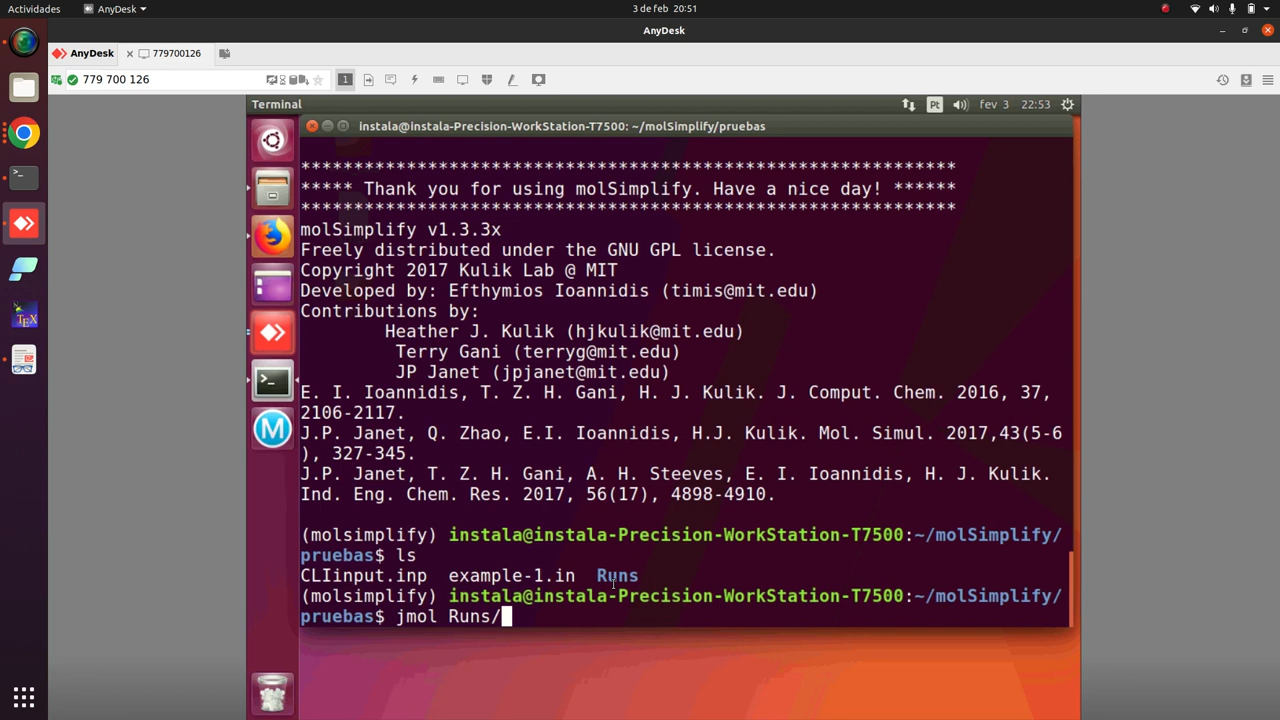 Actividades
AnyDesk
3 de feb 20:51
AnyDesk
AnyDesk
779700126
779 700 126
1
Terminal
Pt
fev 3
22:53
instala@instala-Precision-WorkStation-T7500: ~/molSimplify/pruebas
**************************************************************
***** Thank you for using molSimplify. Have a nice day! ******
**************************************************************
molSimplify v1.3.3x
Freely distributed under the GNU GPL license.
Copyright 2017 Kulik Lab @ MIT
Developed by: Efthymios Ioannidis (timis@mit.edu)
Contributions by:
Heather J. Kulik (hjkulik@mit.edu)
Terry Gani (terryg@mit.edu)
JP Janet (jpjanet@mit.edu)
E. I. Ioannidis, T. Z. H. Gani, H. J. Kulik. J. Comput. Chem. 2016, 37,
2106-2117.
J.P. Janet, Q. Zhao, E.I. Ioannidis, H.J. Kulik. Mol. Simul. 2017,43(5-6
), 327-345.
J.P. Janet, T. Z. H. Gani, A. H. Steeves, E. I. Ioannidis, H. J. Kulik.
Ind. Eng. Chem. Res. 2017, 56(17), 4898-4910.
(molsimplify) instala@instala-Precision-WorkStation-T7500:~/molSimplify/
pruebas$ ls
CLIinput.inp example-1.in Runs
(molsimplify) instala@instala-Precision-WorkStation-T7500:~/molSimplify/
pruebas$ jmol Runs/
M
TEX